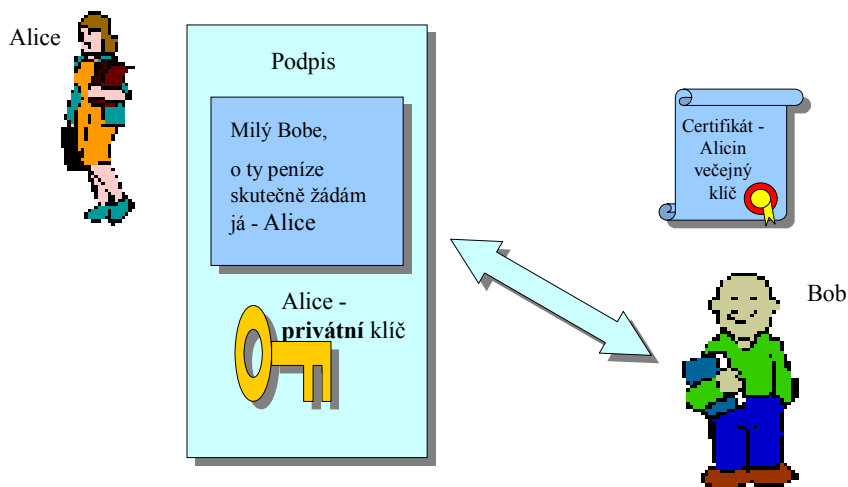 Alice
Podpis
Milý Bobe,
o ty peníze
skutečně žádám
já - Alice
Alice -
privátní klíč
Certifikát -
Alicin
večejný
klíč
Bob